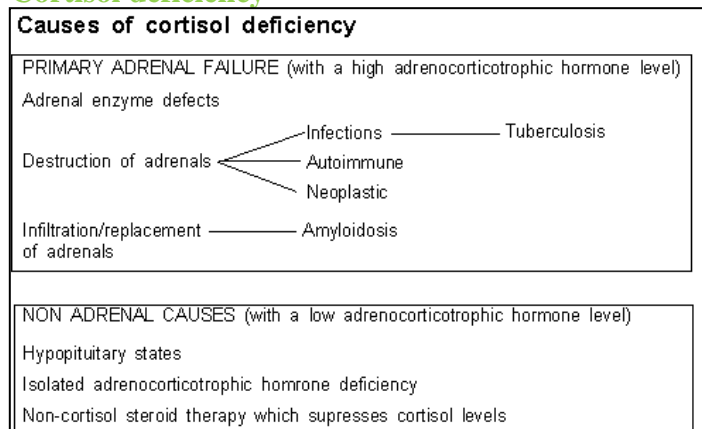 Cortisol deficiency
Causes of cortisol deficiency
PRIMARY ADRENAL FAILURE (with a high adrenocorticotrophic hormone level)
Adrenal enzyme defects
Infections Tuberculosis
Destruction of adrenals Autoimmune
Neoplastic
Infiltration/replacement Amyloidosis
of adrenals
NON ADRENAL CAUSES (with a low adrenocorticotrophic hormone level)
Hypopituitary states
Isolated adrenocorticotrophic homrone deficiency
Non-cortisol steroid therapy which supresses cortisol levels